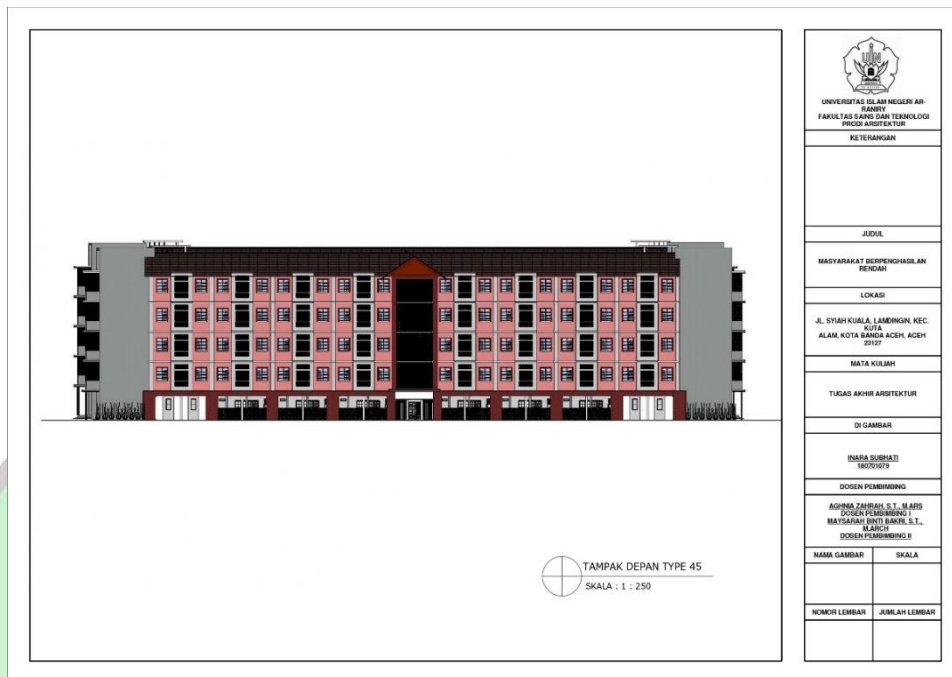 TAMPAK DEPAN TYPE 45
SKALA : 1 : 250
UIN
UNIVERSITAS ISLAM NEGERI AR-
RANIRY
FAKULTAS SAINS DAN TEKNOLOGI
PRODI ARSITEKTUR
KETERANGAN
JUDUL
MASYARAKAT BERPENGHASILAN
RENDAH
LOKASI
JL. SYIAH KUALA, LAMDINGIN, KEC.
KUTA
ALAM, KOTA BANDA ACEH, ACEH
23127
MATA KULIAH
TUGAS AKHIR ARSITEKTUR
DI GAMBAR
INARA SUBHATI
180701079
DOSEN PEMBIMBING
AGHNIA ZAHRAH, S.T., M.ARS
DOSEN PEMBIMBING I
MAYSARAH BINTI BAKRI, S.T.,
M.ARCH
DOSEN PEMBIMBING II
NAMA GAMBAR SKALA
NOMOR LEMBAR JUMLAH LEMBAR